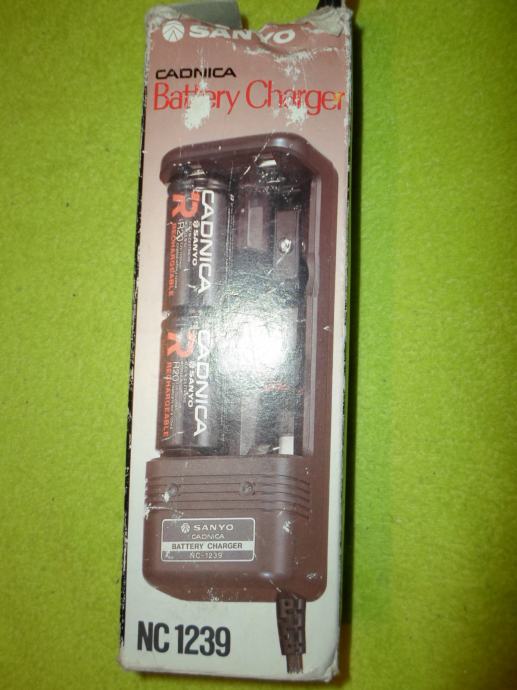 SANYO
CADNICA
Battery Charger
CADNICA
SANYO
R20
RECHARGEABLE
CADNICA
SANYO
R20
RECHARGEABLE
SANYO
CADNICA
BATTERY CHARGER
NC-1239
NC 1239